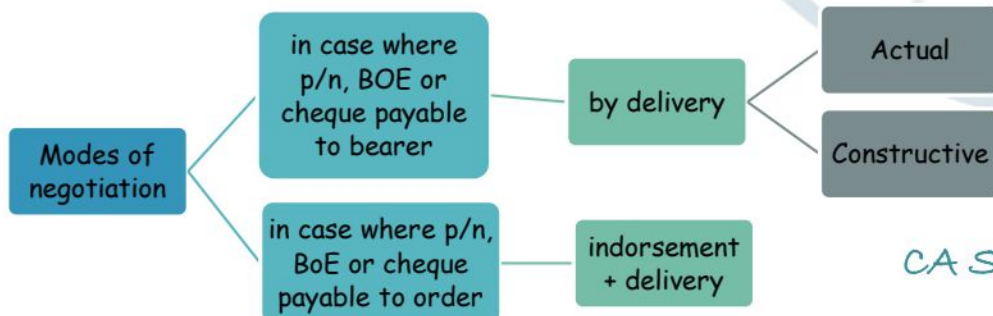 Modes of
negotiation
in case where
p/n, BOE or
cheque payable
to bearer
by delivery
Actual
Constructive
in case where p/n,
BoE or cheque
payable to order
indorsement
+ delivery
CA S